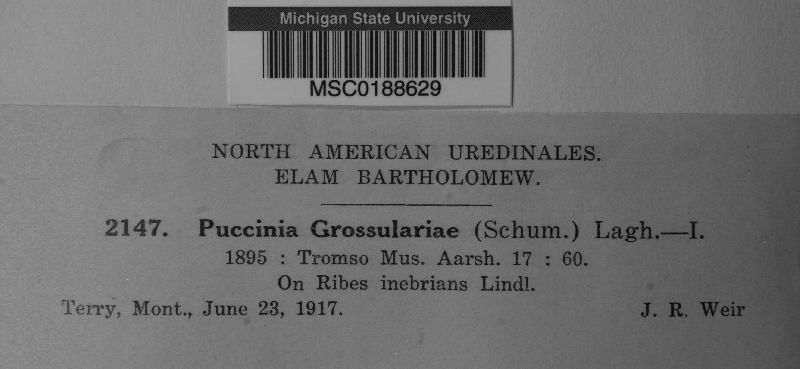 Michigan State University
MSC0188629
NORTH AMERICAN UREDINALES.
ELAM BARTHOLOMEW.
2147. Puccinia Grossulariae (Schum.) Lagh.—I.
1895 : Tromso Mus. Aarsh. 17 : 60.
On Ribes inebrians Lindl.
Terry, Mont., June 23, 1917. J. R. Weir